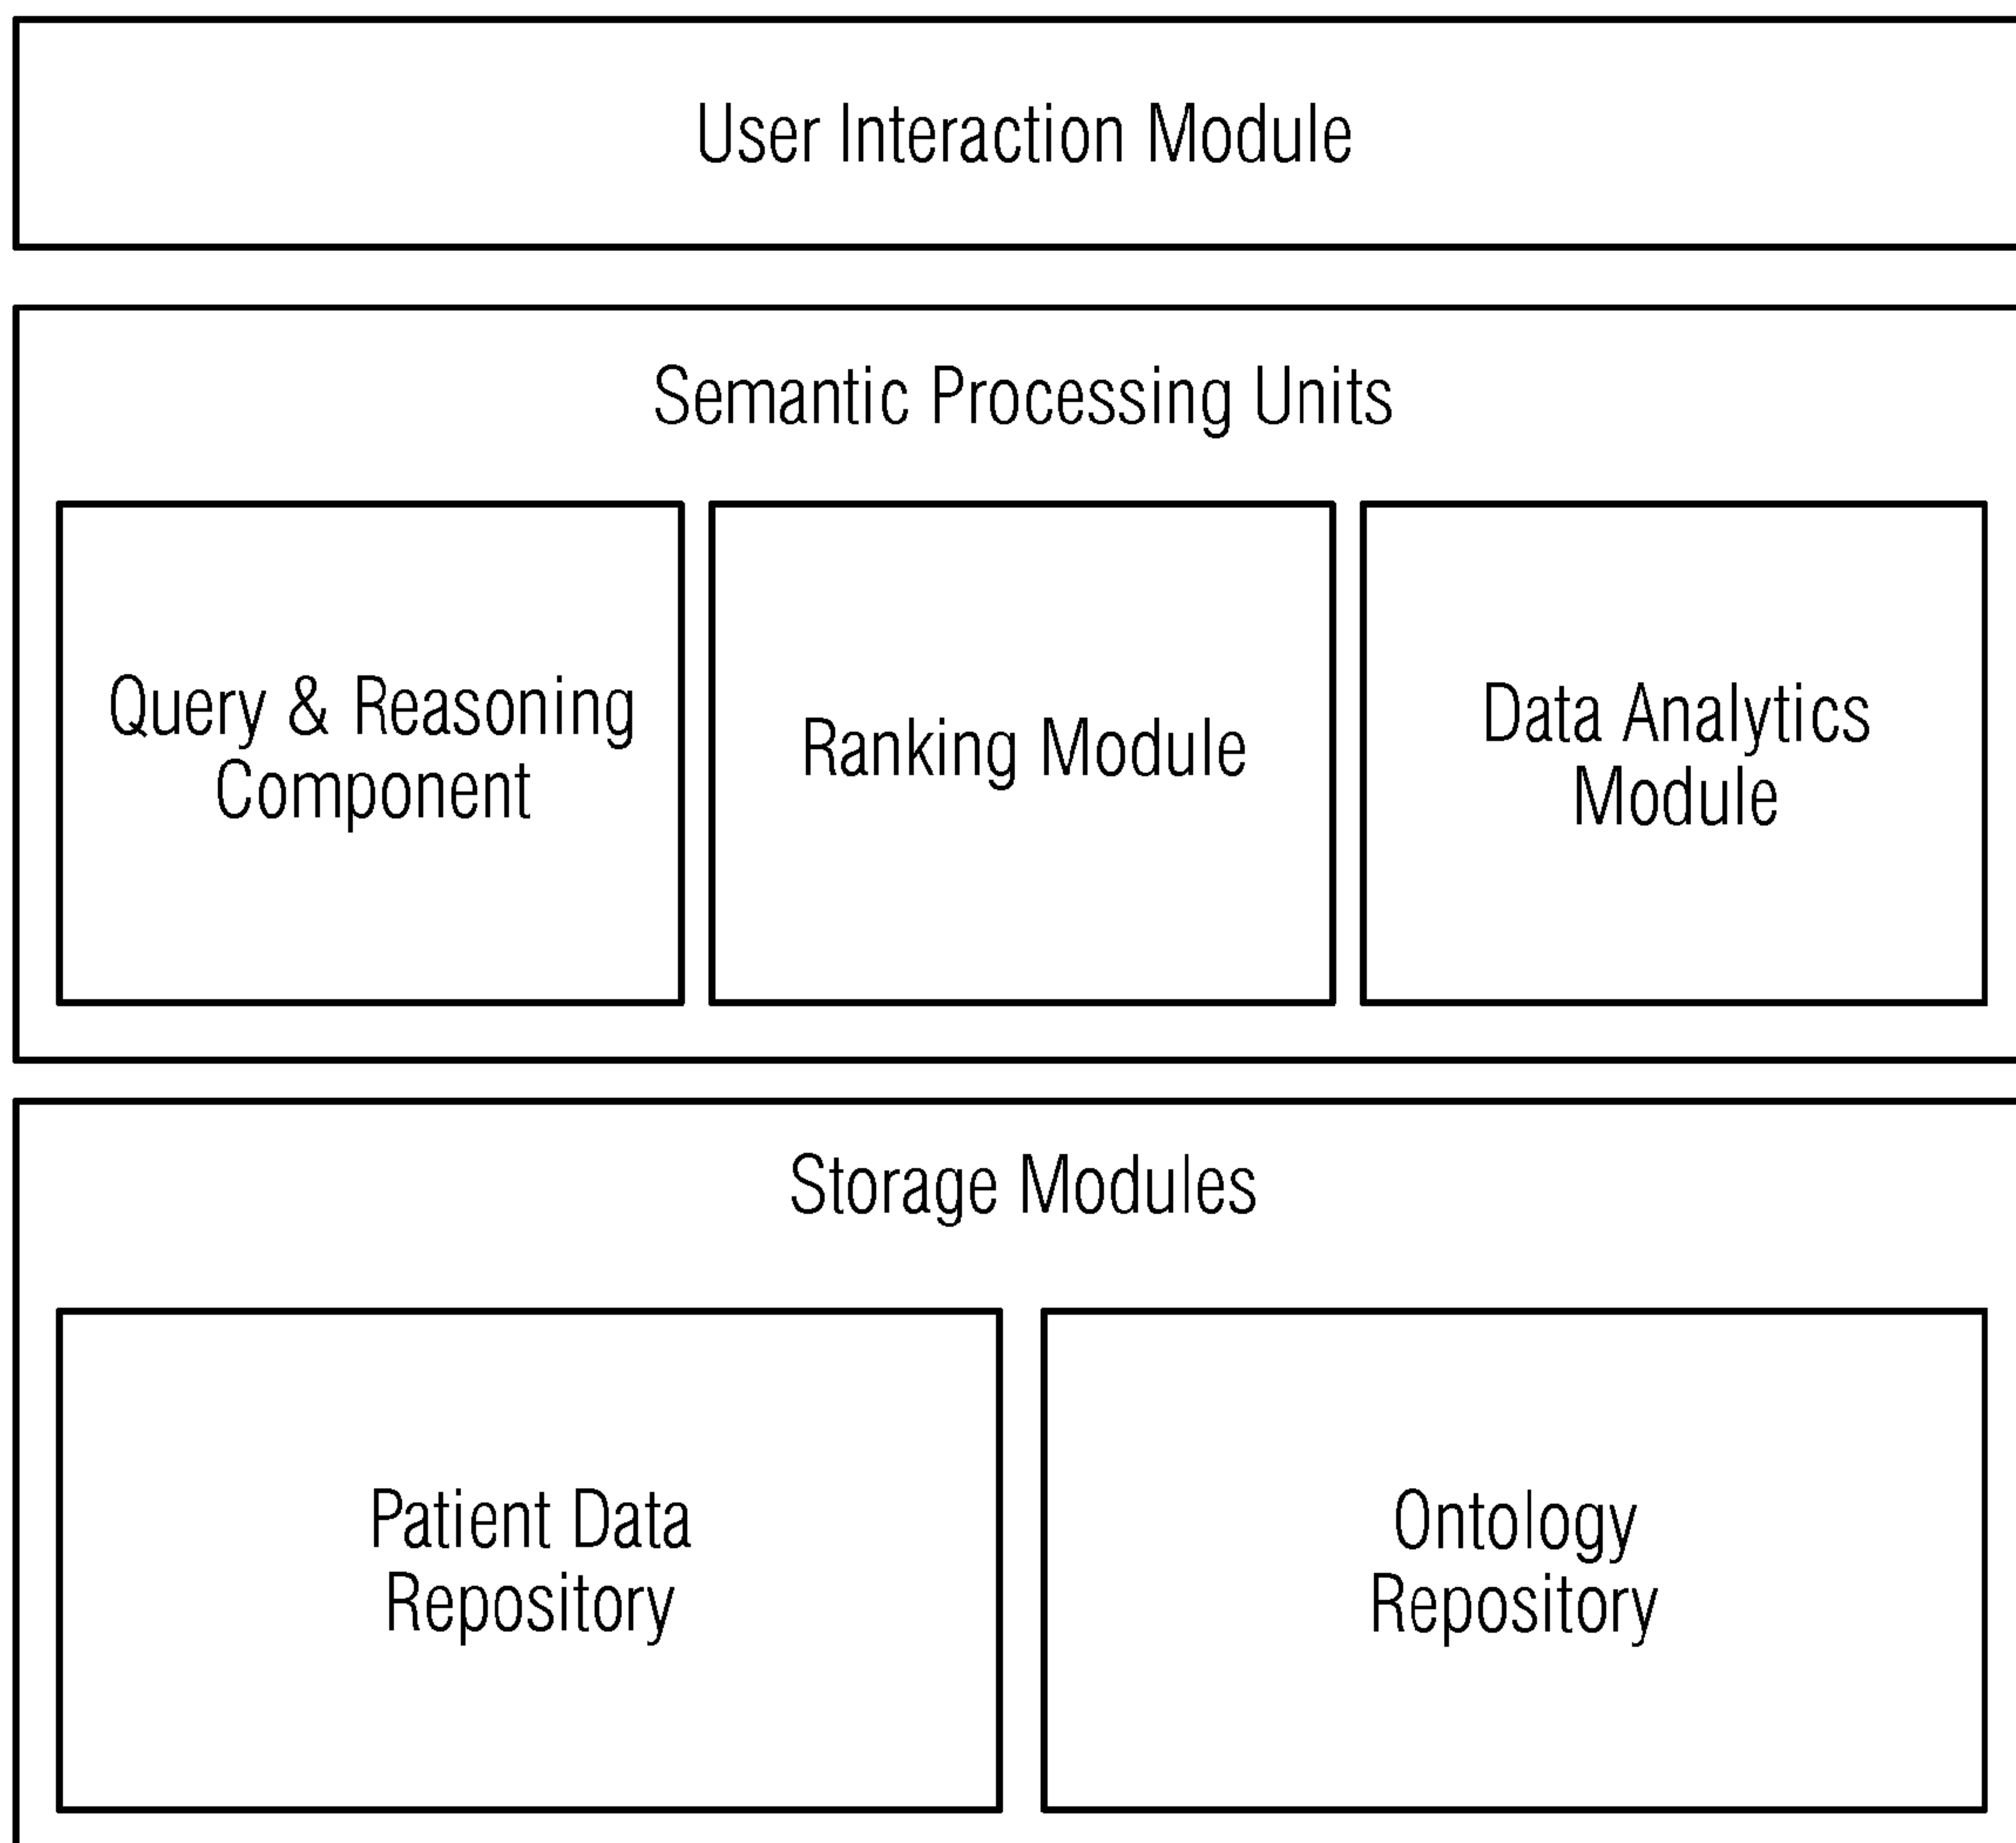 User Interaction Module
Semantic Processing Units
Query & Reasoning
Component
Ranking Module
Data Analytics
Module
Storage Modules
Patient Data
Repository
Ontology
Repository